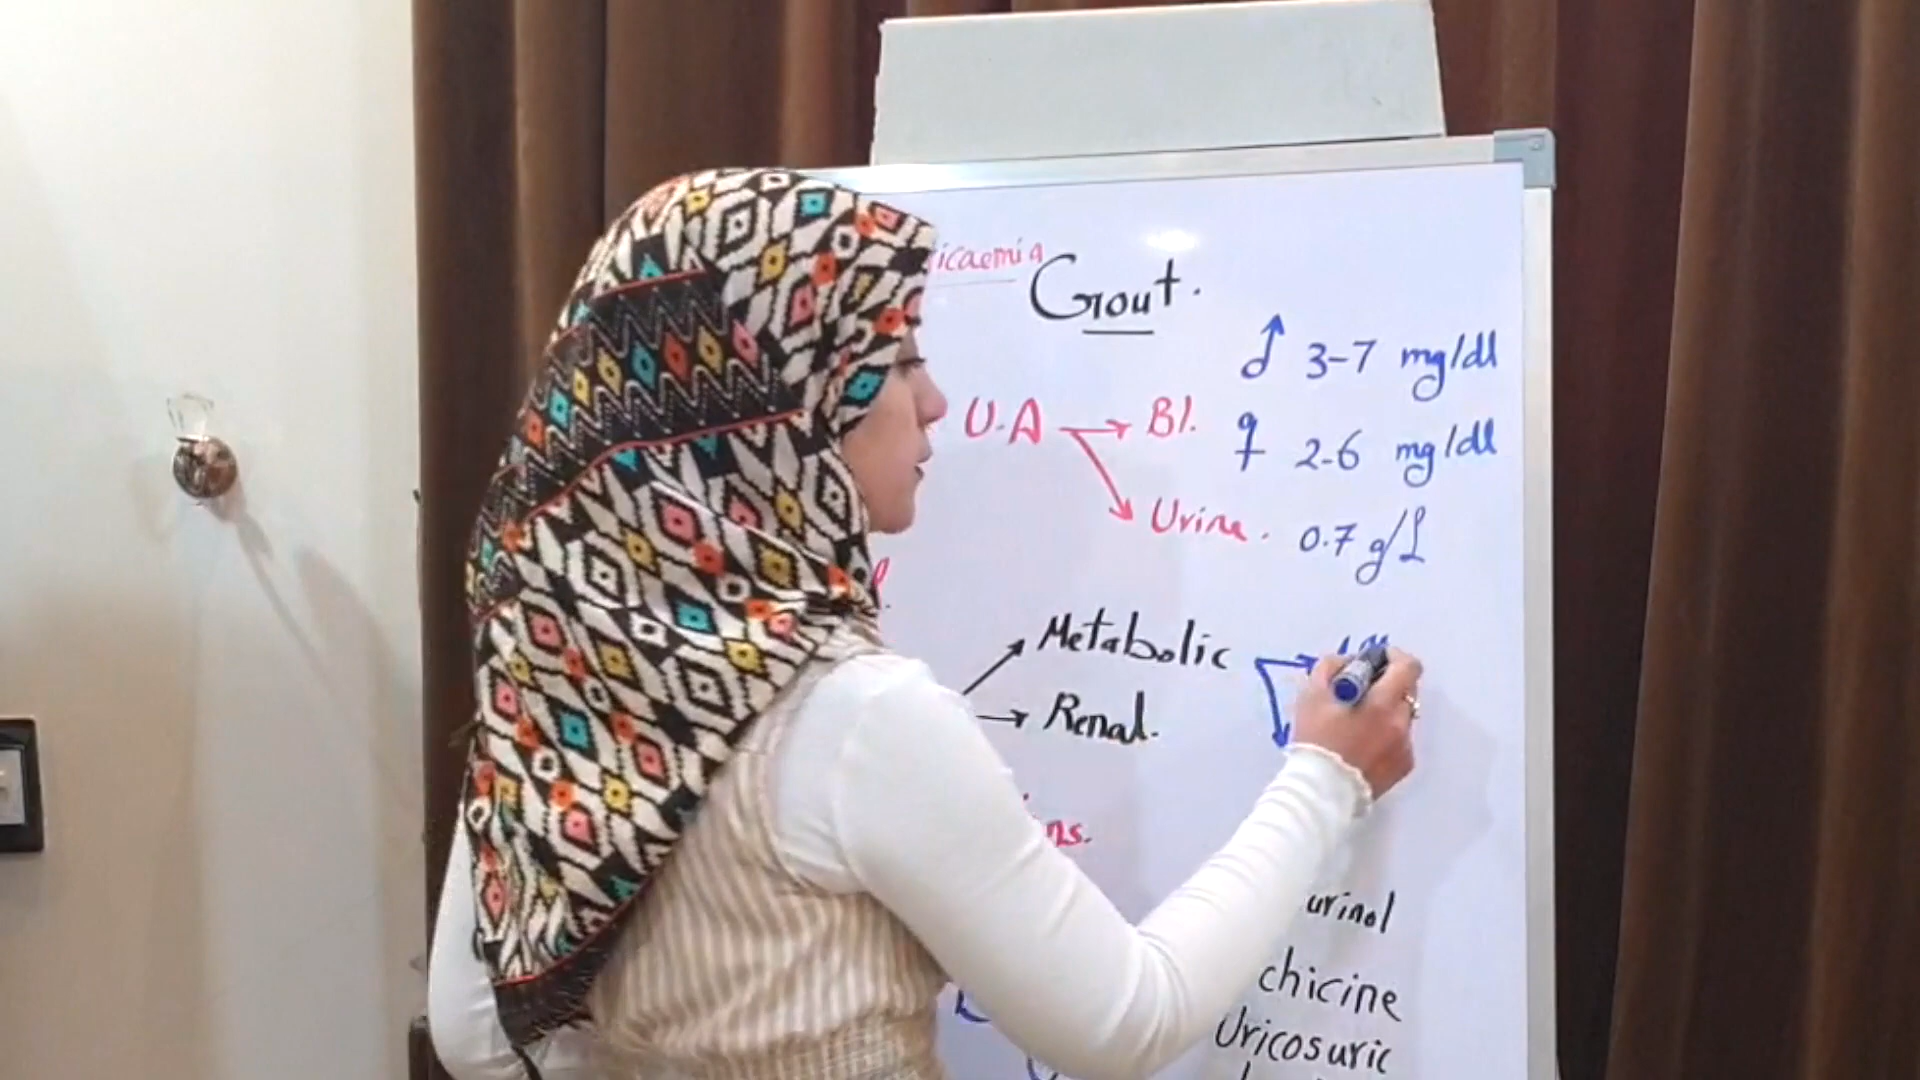 icaemia
Gout.
♂ 3-7 mg/dl
U.A → Bl. ♀ 2-6 mg/dl
Urine. 0.7 g/L
Metabolic
→ Renal.
ns.
urinol
chicine
Uricosuric